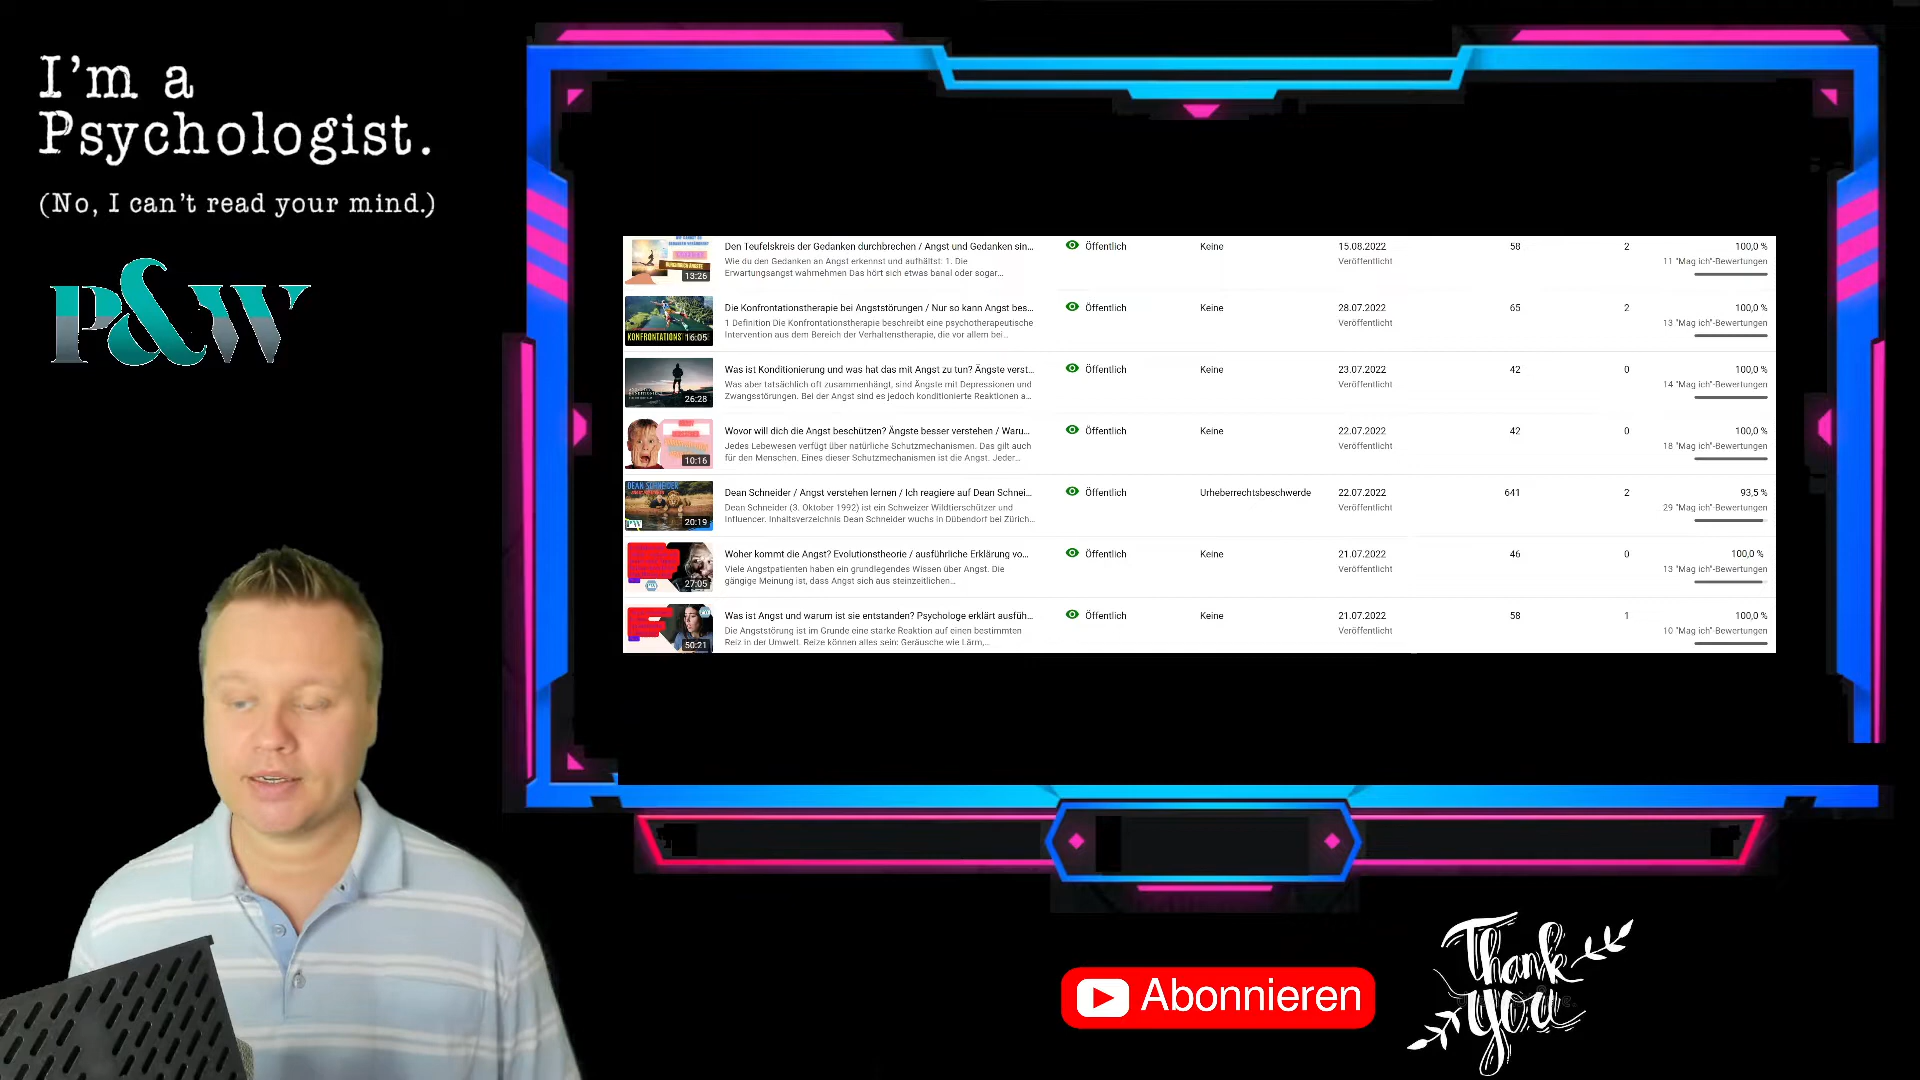 I'm a
Psychologist.
(No, I can't read your mind.)
P&W
Den Teufelskreis der Gedanken durchbrechen / Angst und Gedanken sin... Öffentlich Keine 15.08.2022 58 2 100,0 %
Wie du den Gedanken an Angst erkennst und aufhältst: 1. Die Veröffentlicht 11 "Mag ich"-Bewertungen
Erwartungsangst wahrnehmen Das hört sich etwas banal oder sogar...
13:26
Die Konfrontationstherapie bei Angststörungen / Nur so kann Angst bes... Öffentlich Keine 28.07.2022 65 2 100,0 %
1 Definition Die Konfrontationstherapie beschreibt eine psychotherapeutische Veröffentlicht 13 "Mag ich"-Bewertungen
Intervention aus dem Bereich der Verhaltenstherapie, die vor allem bei...
KONFRONTATIONS 16:05
Was ist Konditionierung und was hat das mit Angst zu tun? Ängste verst... Öffentlich Keine 23.07.2022 42 0 100,0 %
Was aber tatsächlich oft zusammenhängt, sind Ängste mit Depressionen und Veröffentlicht 14 "Mag ich"-Bewertungen
Zwangsstörungen. Bei der Angst sind es jedoch konditionierte Reaktionen a...
26:28
Wovor will dich die Angst beschützen? Ängste besser verstehen / Waru... Öffentlich Keine 22.07.2022 42 0 100,0 %
Jedes Lebewesen verfügt über natürliche Schutzmechanismen. Das gilt auch Veröffentlicht 18 "Mag ich"-Bewertungen
für den Menschen. Eines dieser Schutzmechanismen ist die Angst. Jeder...
10:16
DEAN SCHNEIDER
Dean Schneider / Angst verstehen lernen / Ich reagiere auf Dean Schnei... Öffentlich Urheberrechtsbeschwerde 22.07.2022 641 2 93,5 %
Dean Schneider (3. Oktober 1992) ist ein Schweizer Wildtierschützer und Veröffentlicht 29 "Mag ich"-Bewertungen
Influencer. Inhaltsverzeichnis Dean Schneider wuchs in Dübendorf bei Zürich...
20:19
Woher kommt die Angst? Evolutionstheorie / ausführliche Erklärung vo... Öffentlich Keine 21.07.2022 46 0 100,0 %
Viele Angstpatienten haben ein grundlegendes Wissen über Angst. Die Veröffentlicht 13 "Mag ich"-Bewertungen
gängige Meinung ist, dass Angst sich aus steinzeitlichen...
27:05
Was ist Angst und warum ist sie entstanden? Psychologe erklärt ausfüh... Öffentlich Keine 21.07.2022 58 1 100,0 %
Die Angststörung ist im Grunde eine starke Reaktion auf einen bestimmten Veröffentlicht 10 "Mag ich"-Bewertungen
Reiz in der Umwelt. Reize können alles sein: Geräusche wie Lärm,...
50:21
Abonnieren
Thank
you